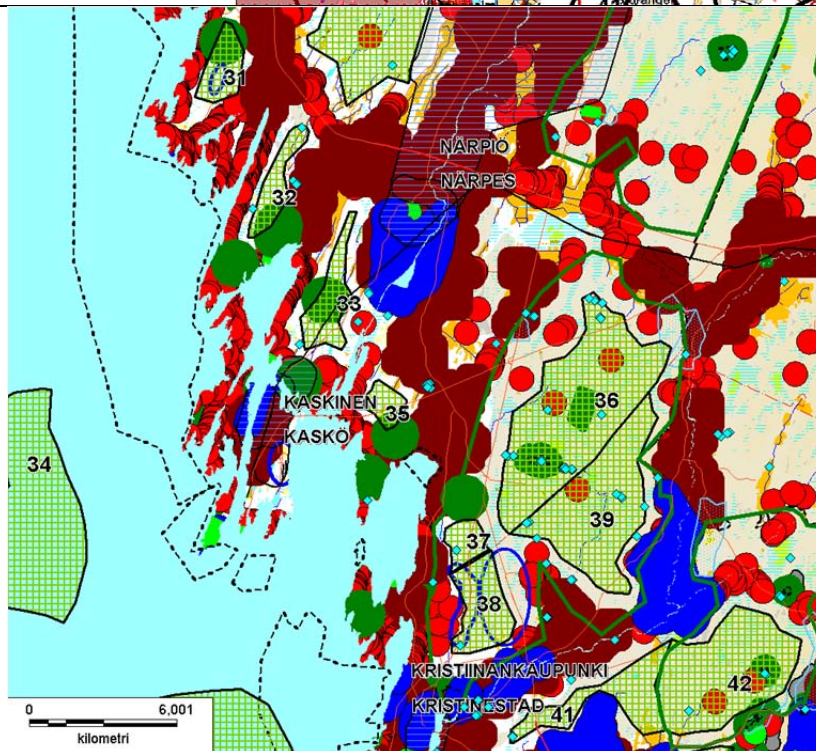 31
NÄRPIÖ
NÄRPES
32
33
36
KASKINEN
35
KASKÖ
34
39
37
38
KRISTIINANKAUPUNKI
42
KRISTINESTAD
41
0 6,001
kilometri